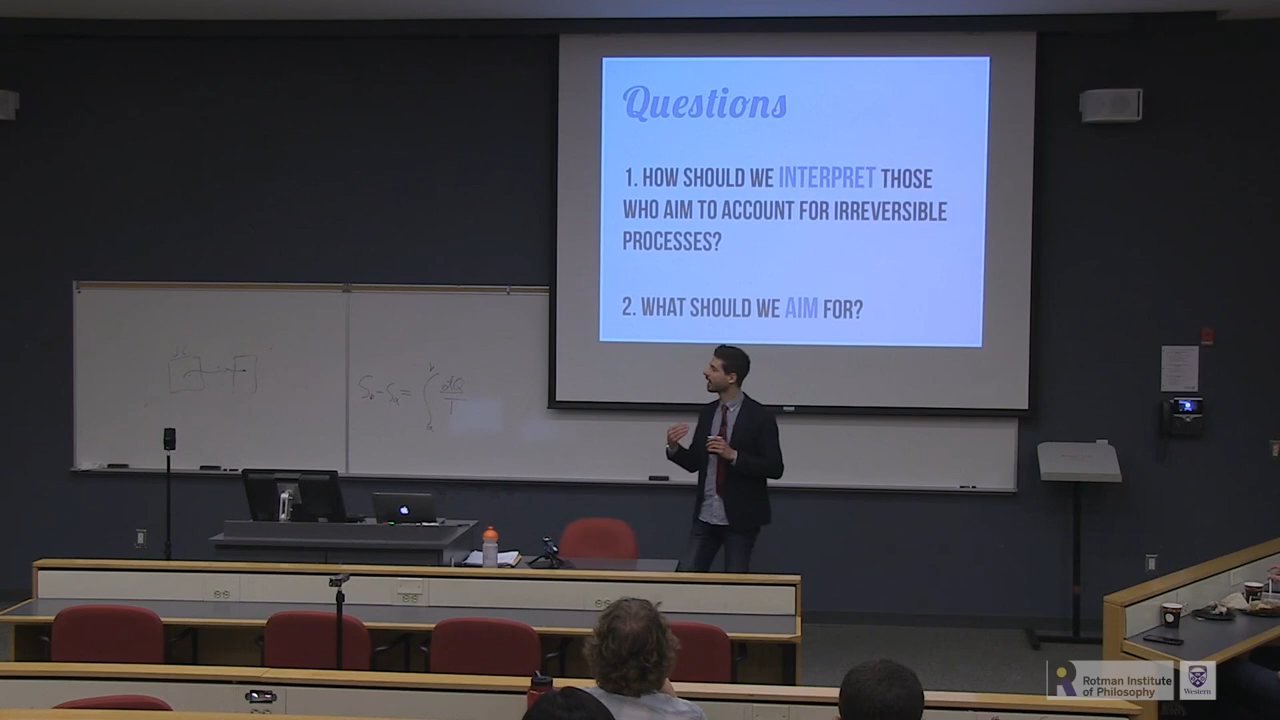 Questions
1. HOW SHOULD WE INTERPRET THOSE
WHO AIM TO ACCOUNT FOR IRREVERSIBLE
PROCESSES?
2. WHAT SHOULD WE AIM FOR?
Rotman Institute
of Philosophy
Western